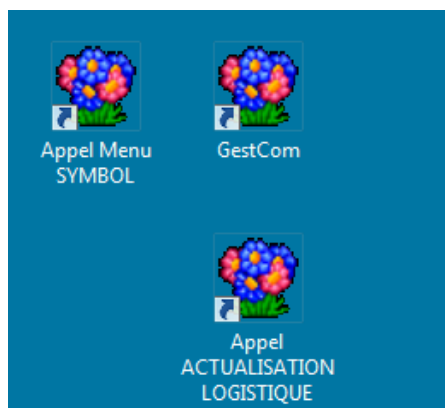 Appel Menu
SYMBOL
GestCom
Appel
ACTUALISATION
LOGISTIQUE